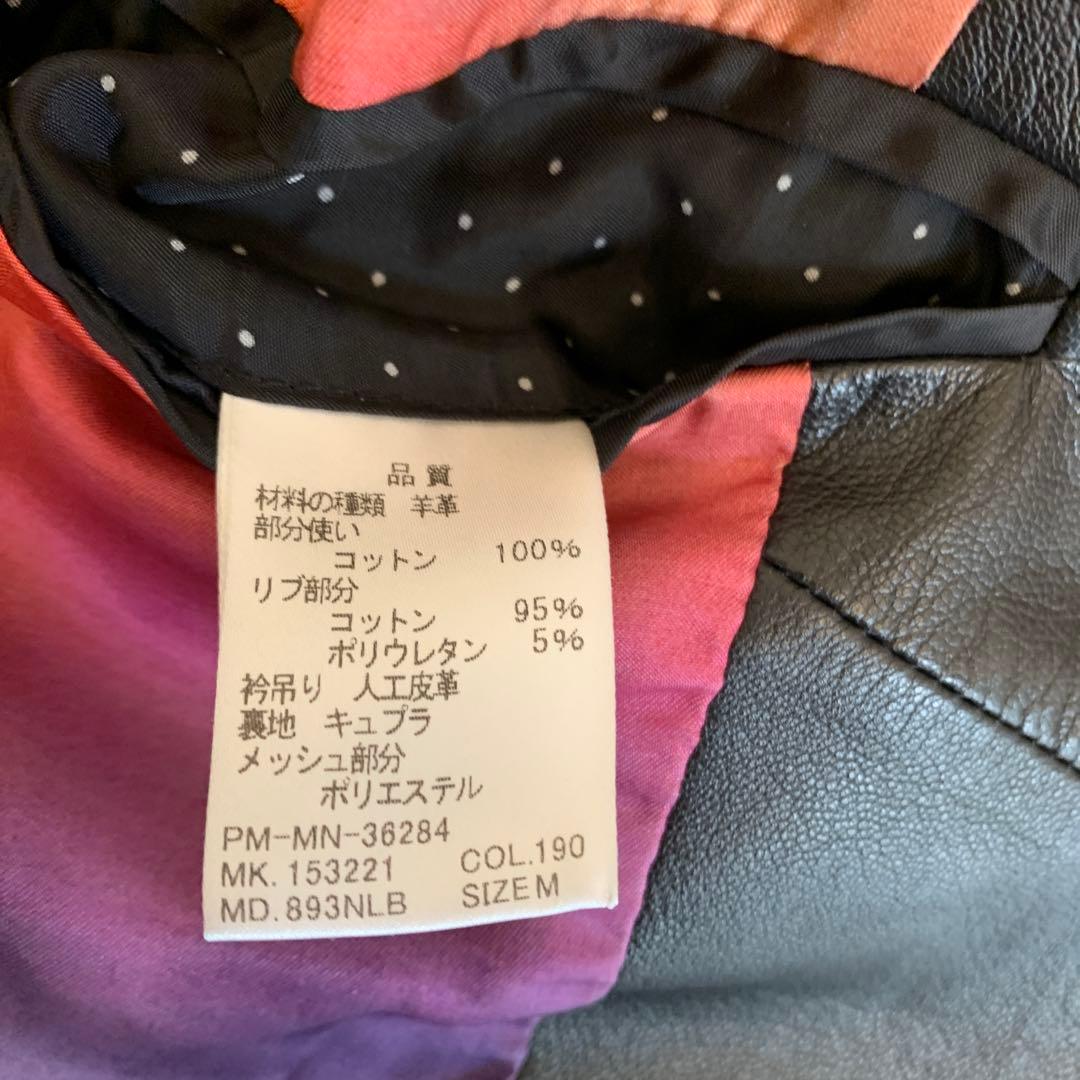 品質
材料の種類 羊革
部分使い
コットン 100%
リブ部分
コットン 95%
ポリウレタン 5%
衿吊り 人工皮革
裏地 キュプラ
メッシュ部分
ポリエステル
PM-MN-36284
MK. 153221 COL.190
MD. 893NLB SIZE M